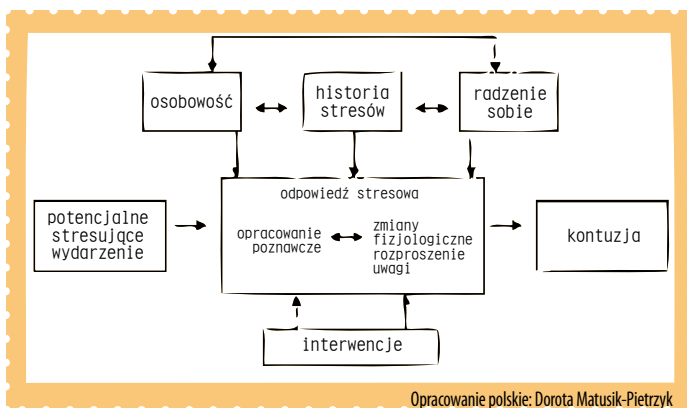 osobowość
historia
stresów
radzenie
sobie
odpowiedź stresowa
potencjalne
stresujące
wydarzenie
opracowanie
poznawcze
zmiany
fizjologiczne
rozproszenie
uwagi
kontuzja
interwencje
Opracowanie polskie: Dorota Matusik-Pietrzyk